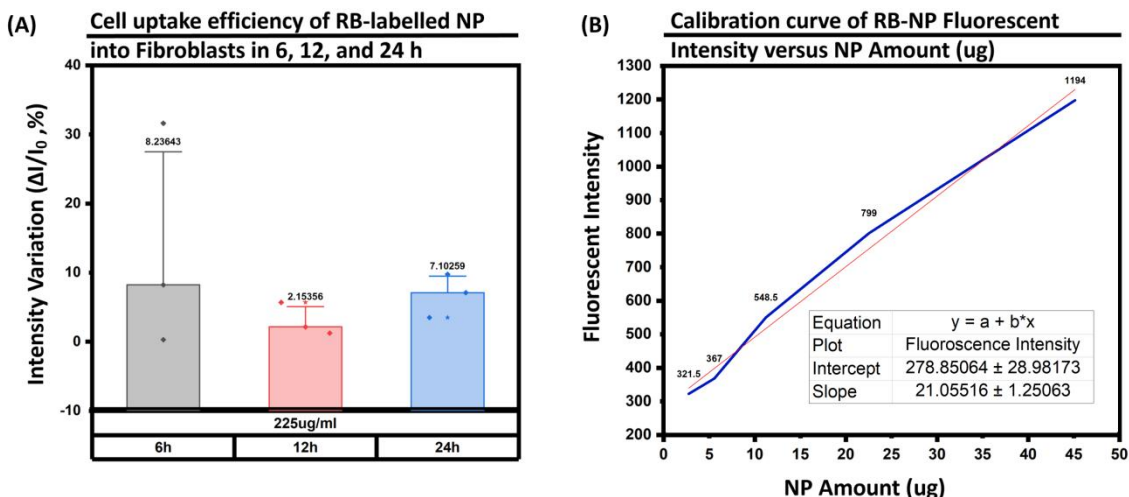 (A)
Cell uptake efficiency of RB-labelled NP
into Fibroblasts in 6, 12, and 24 h
Intensity Variation (ΔI/I₀ ,%)
40
30
20
10
0
-10
8.23643
2.15356
7.10259
225ug/ml
6h 12h 24h
(B)
Calibration curve of RB-NP Fluorescent
Intensity versus NP Amount (ug)
Fluorescent Intensity
1300
1200
1100
1000
900
800
700
600
500
400
300
200
321.5
367
548.5
799
1194
Equation y = a + b*x
Plot Fluoroscence Intensity
Intercept 278.85064 ± 28.98173
Slope 21.05516 ± 1.25063
0 5 10 15 20 25 30 35 40 45 50
NP Amount (ug)